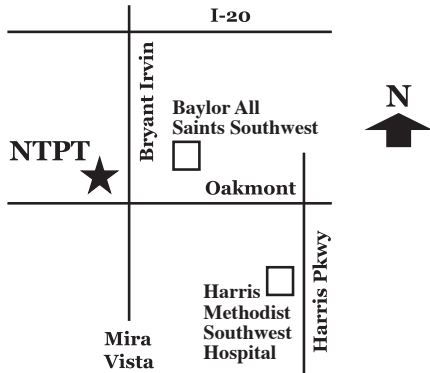 I-20
Bryant Irvin
Baylor All
Saints Southwest
N
NTPT
Oakmont
Harris Pkwy
Harris
Methodist
Southwest
Hospital
Mira
Vista